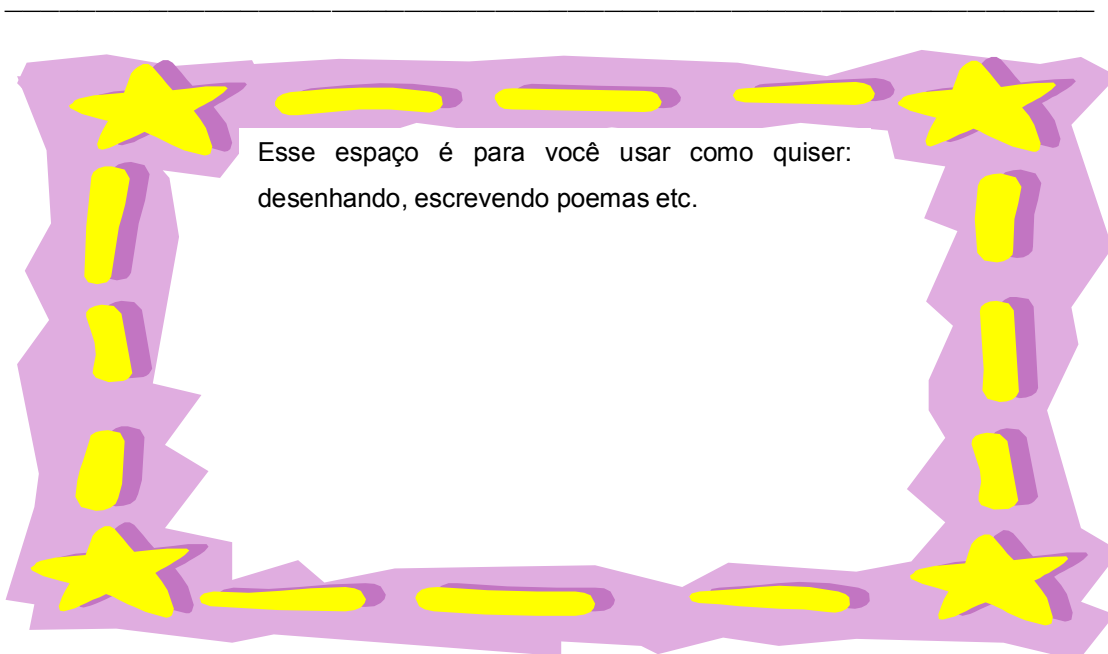 Esse espaço é para você usar como quiser:
desenhando, escrevendo poemas etc.